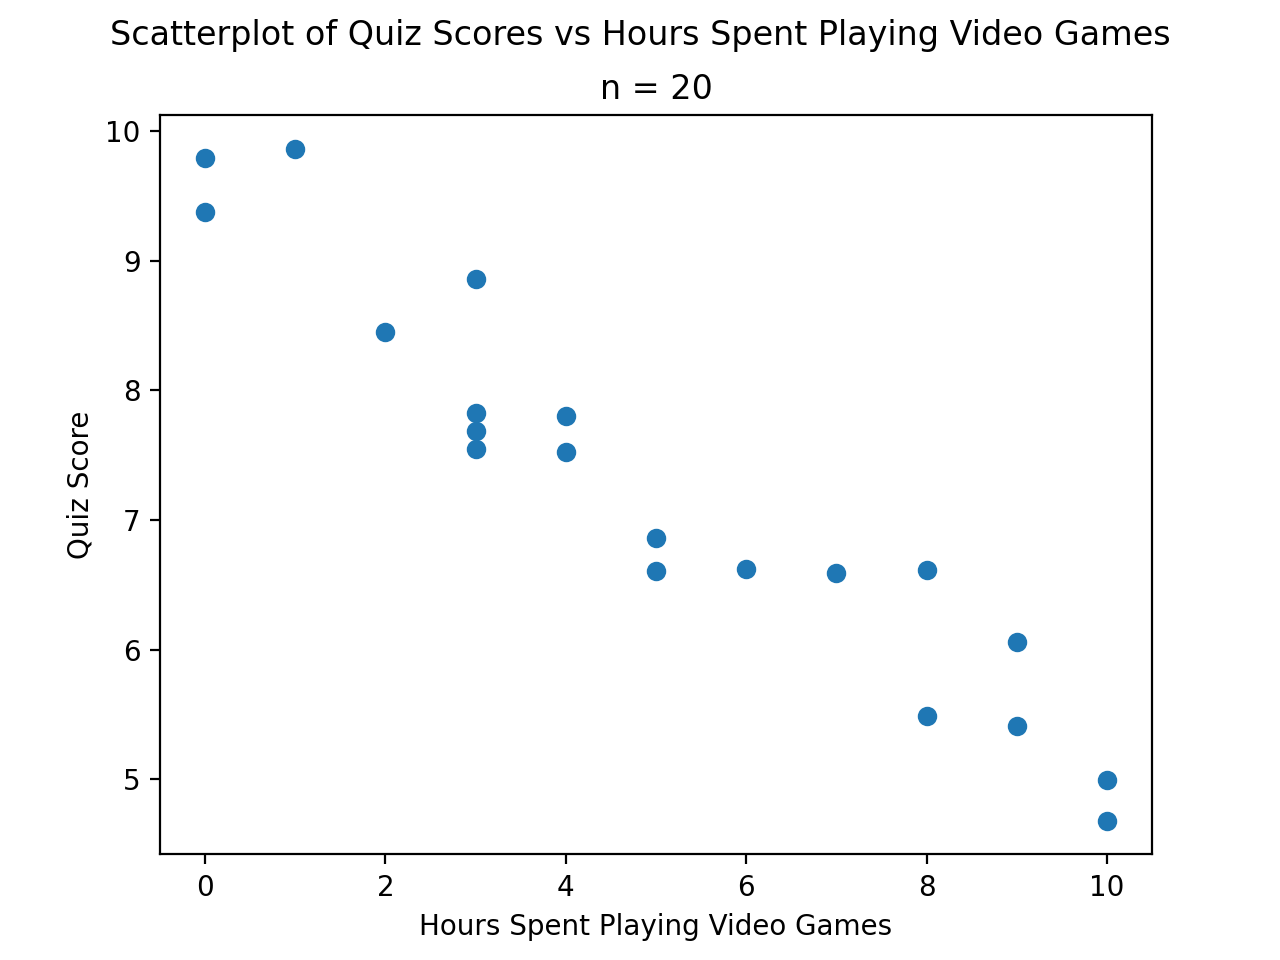 Scatterplot of Quiz Scores vs Hours Spent Playing Video Games
n = 20
10
9
8
7
6
5
Quiz Score
0 2 4 6 8 10
Hours Spent Playing Video Games